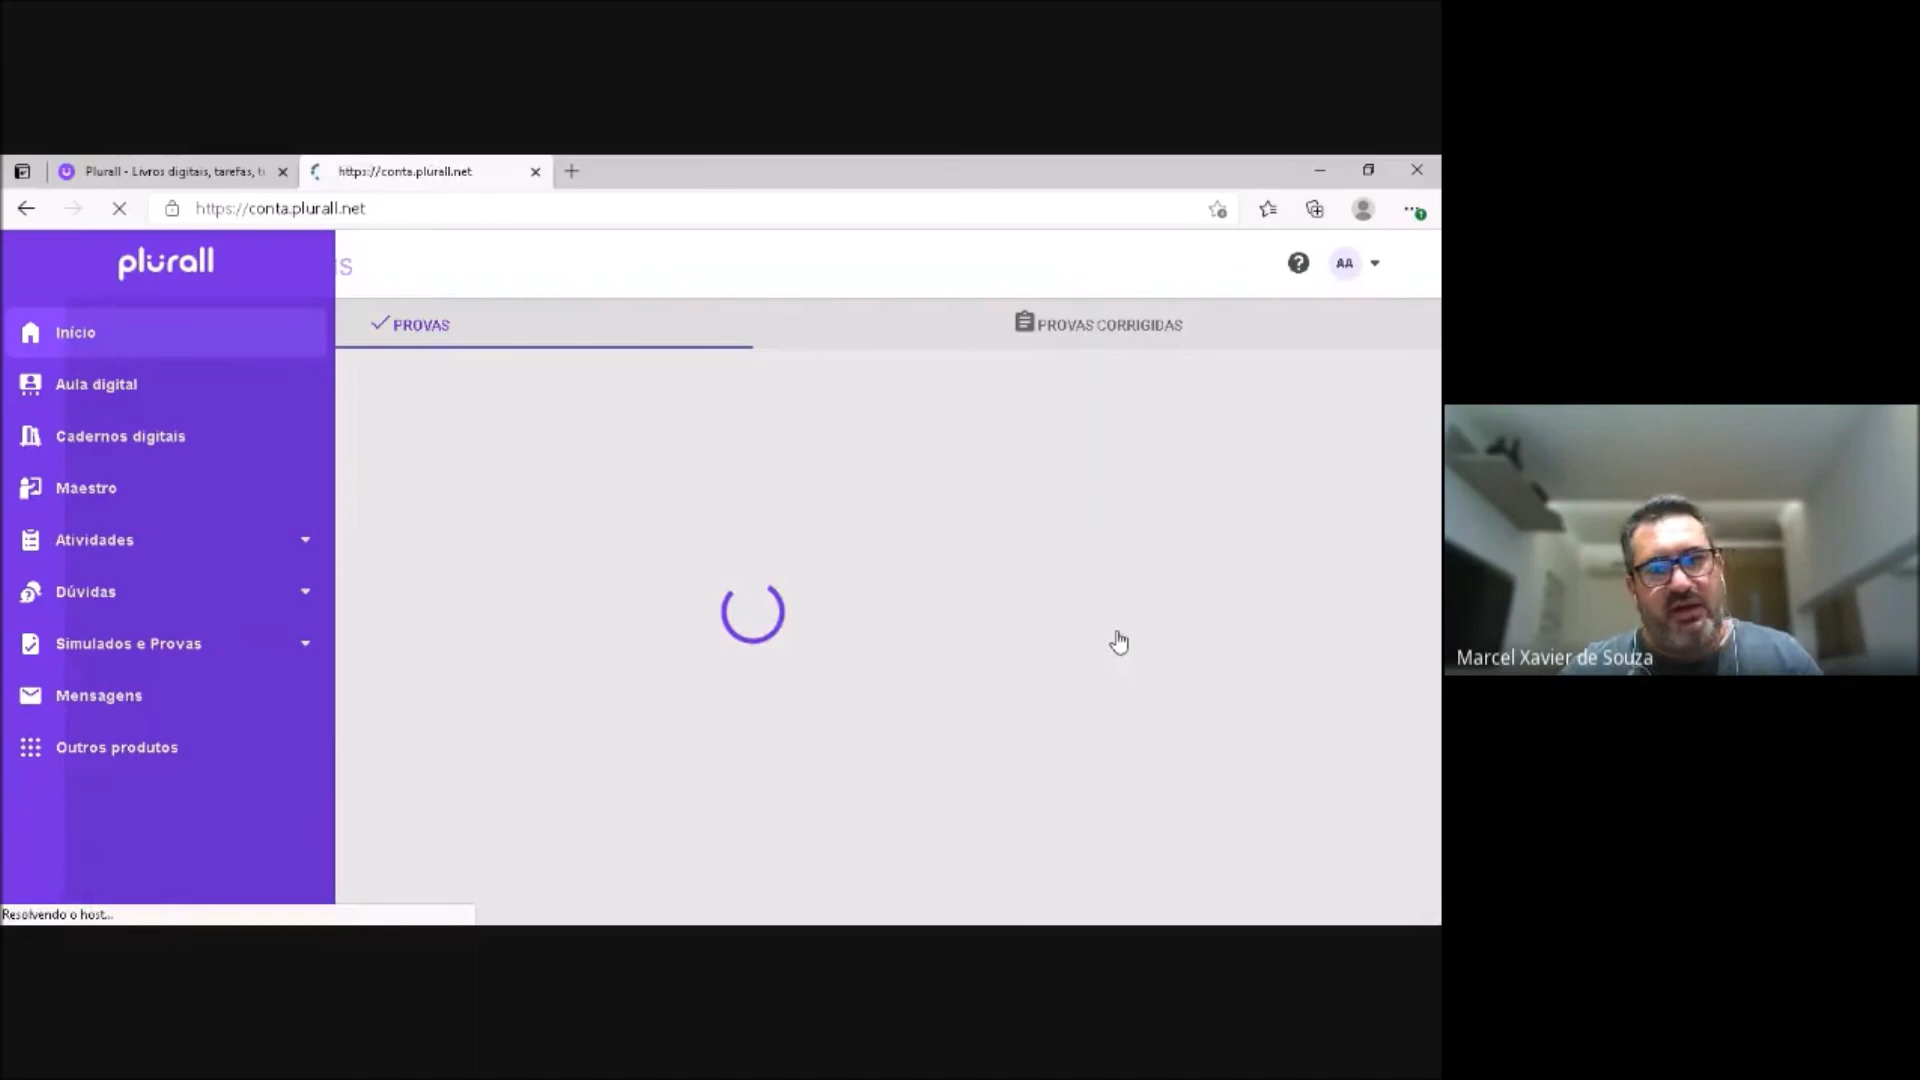 Plurall - Livros digitais, tarefas, t
https://conta.plurall.net
https://conta.plurall.net
plurall
IS
AA
Início
PROVAS
PROVAS CORRIGIDAS
Aula digital
Cadernos digitais
Maestro
Atividades
Dúvidas
Simulados e Provas
Mensagens
Outros produtos
Resolvendo o host...
Marcel Xavier de Souza